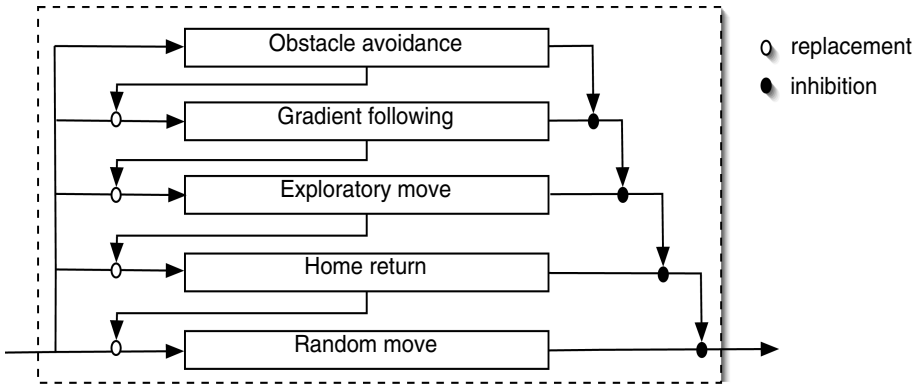 Obstacle avoidance
replacement
inhibition
Gradient following
Exploratory move
Home return
Random move